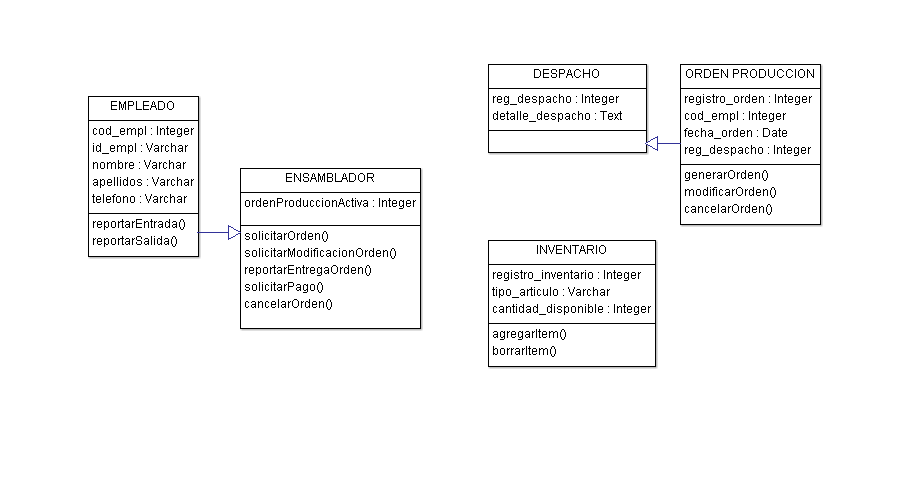 EMPLEADO
cod_empl : Integer
id_empl : Varchar
nombre : Varchar
apellidos : Varchar
telefono : Varchar
reportarEntrada()
reportarSalida()
ENSAMBLADOR
ordenProduccionActiva : Integer
solicitarOrden()
solicitarModificacionOrden()
reportarEntregaOrden()
solicitarPago()
cancelarOrden()
DESPACHO
reg_despacho : Integer
detalle_despacho : Text
ORDEN PRODUCCION
registro_orden : Integer
cod_empl : Integer
fecha_orden : Date
reg_despacho : Integer
generarOrden()
modificarOrden()
cancelarOrden()
INVENTARIO
registro_inventario : Integer
tipo_articulo : Varchar
cantidad_disponible : Integer
agregarItem()
borrarItem()